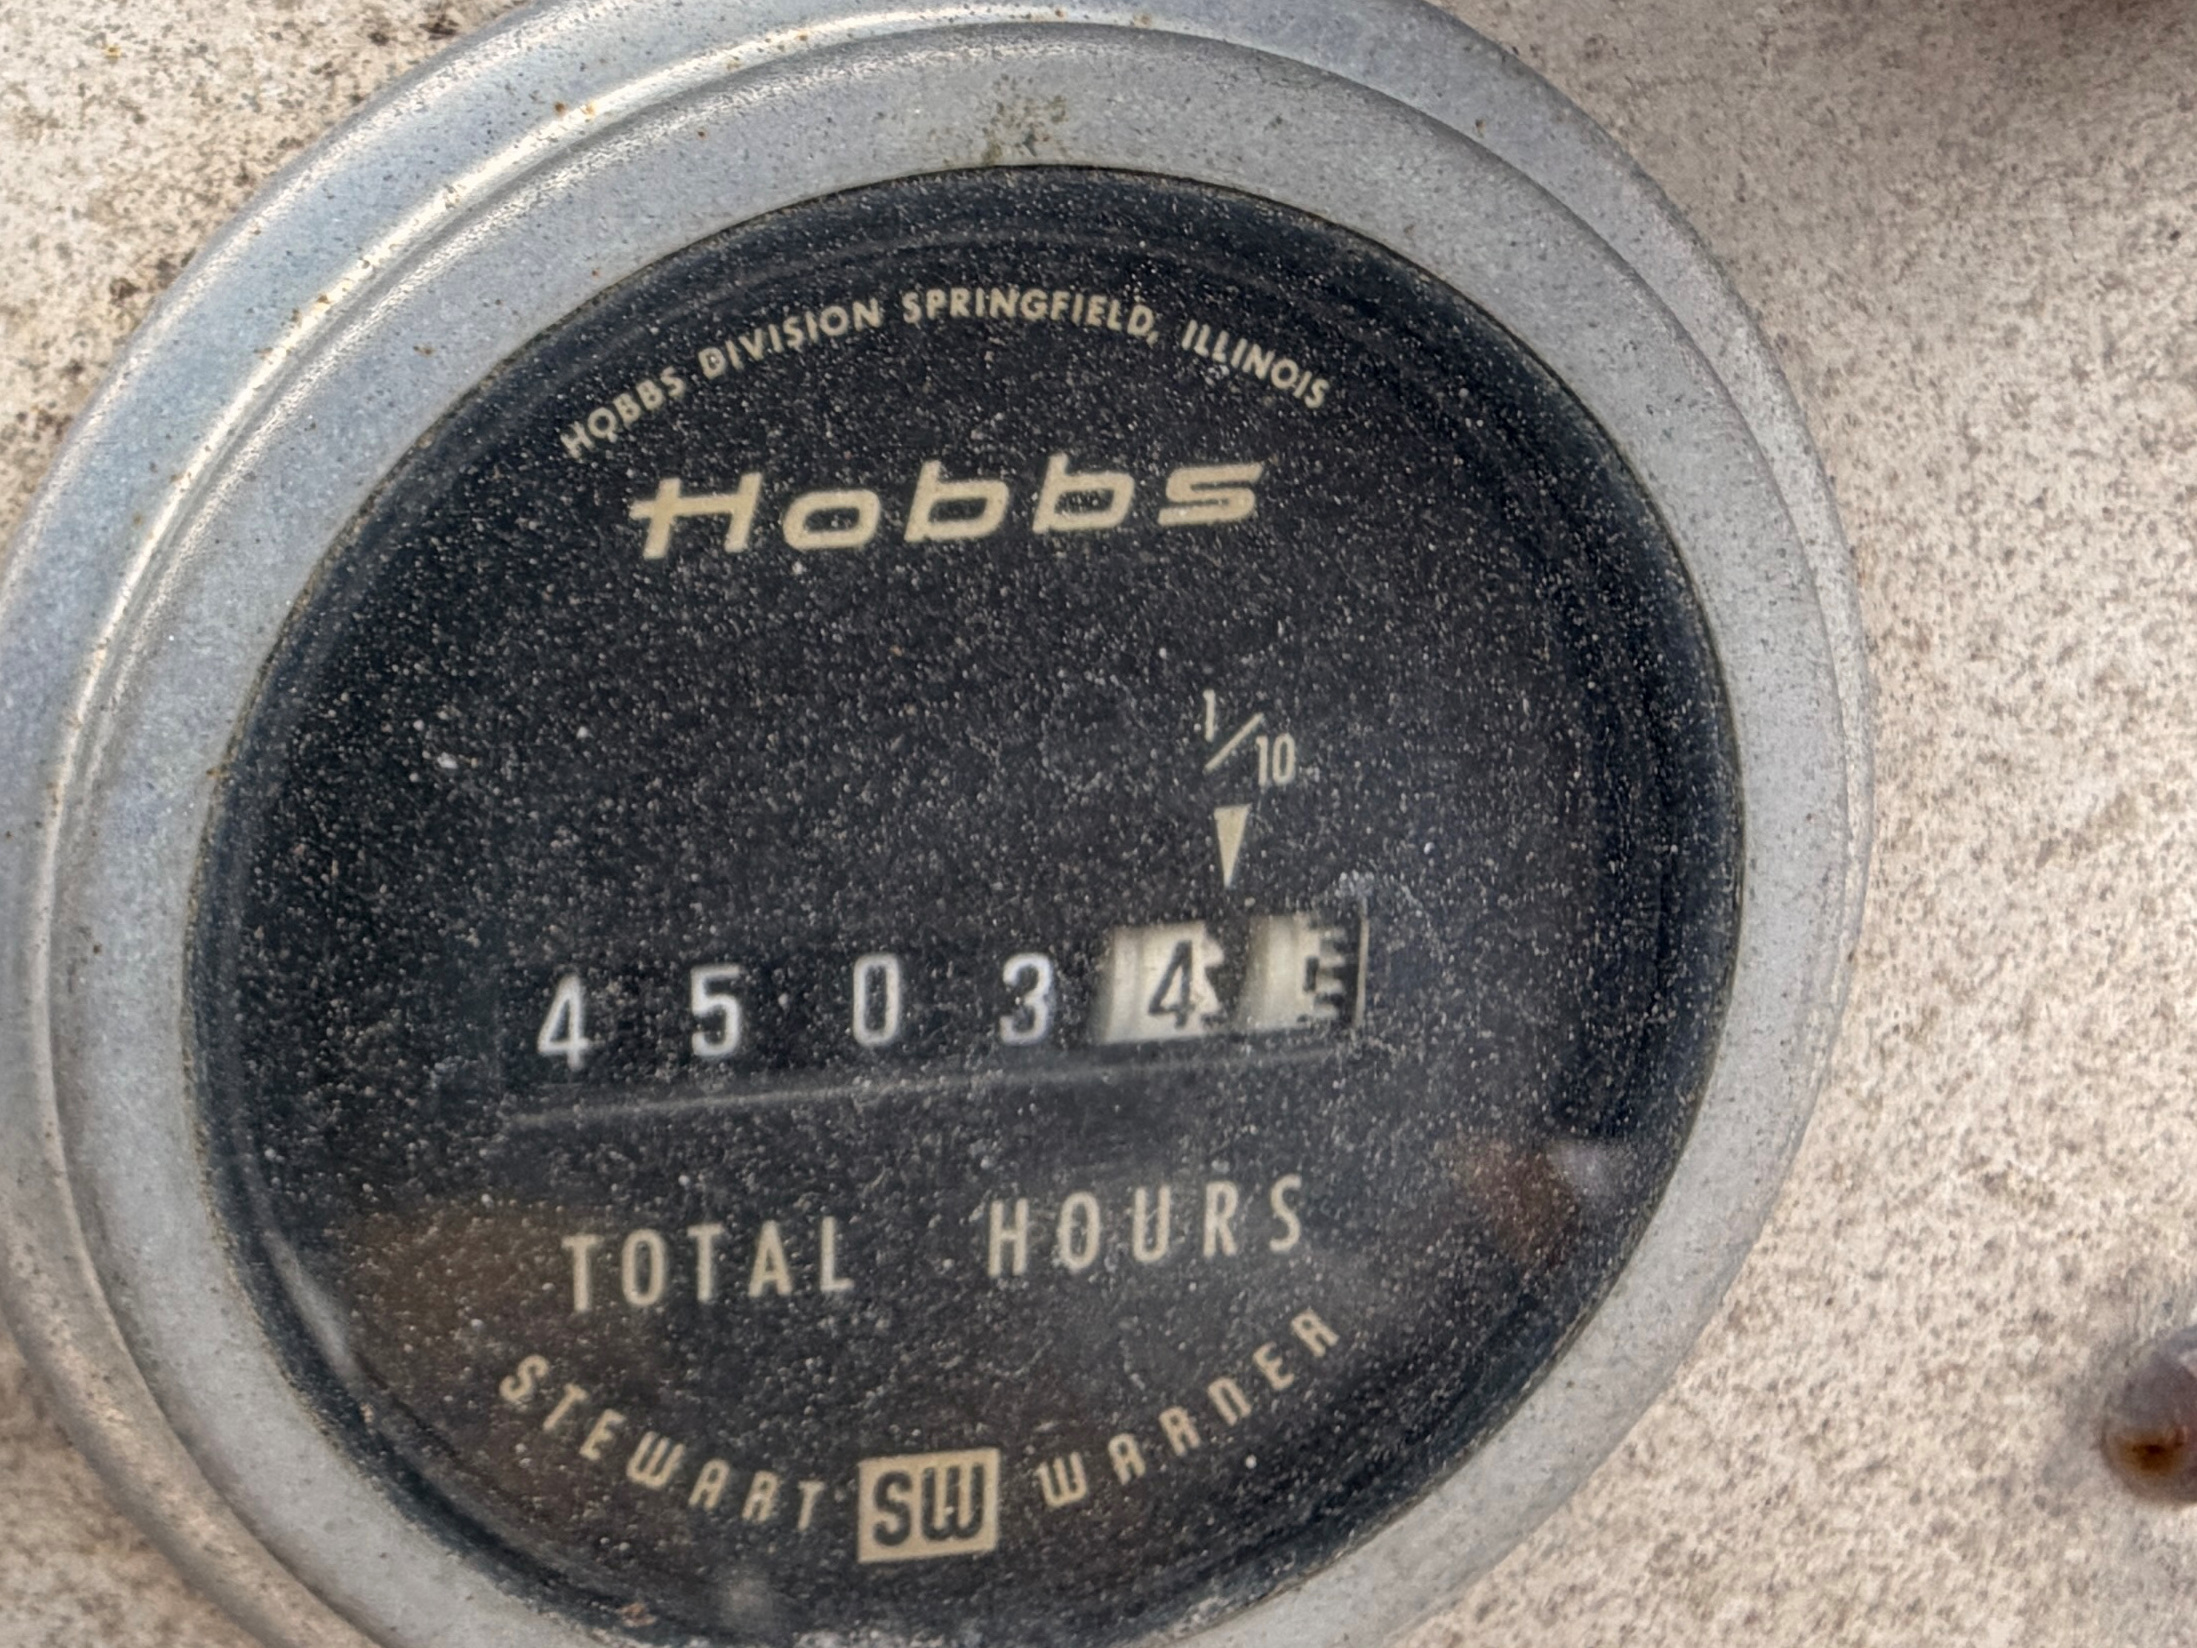 HOBBS DIVISION SPRINGFIELD, ILLINOIS
Hobbs
1/10
4 5 0 3 4
TOTAL HOURS
STEWART SW WARNER